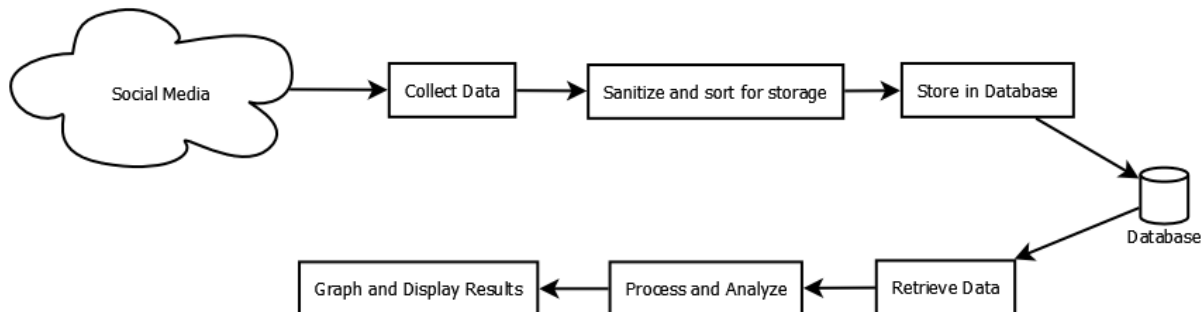 Social Media
Collect Data
Sanitize and sort for storage
Store in Database
Database
Retrieve Data
Process and Analyze
Graph and Display Results